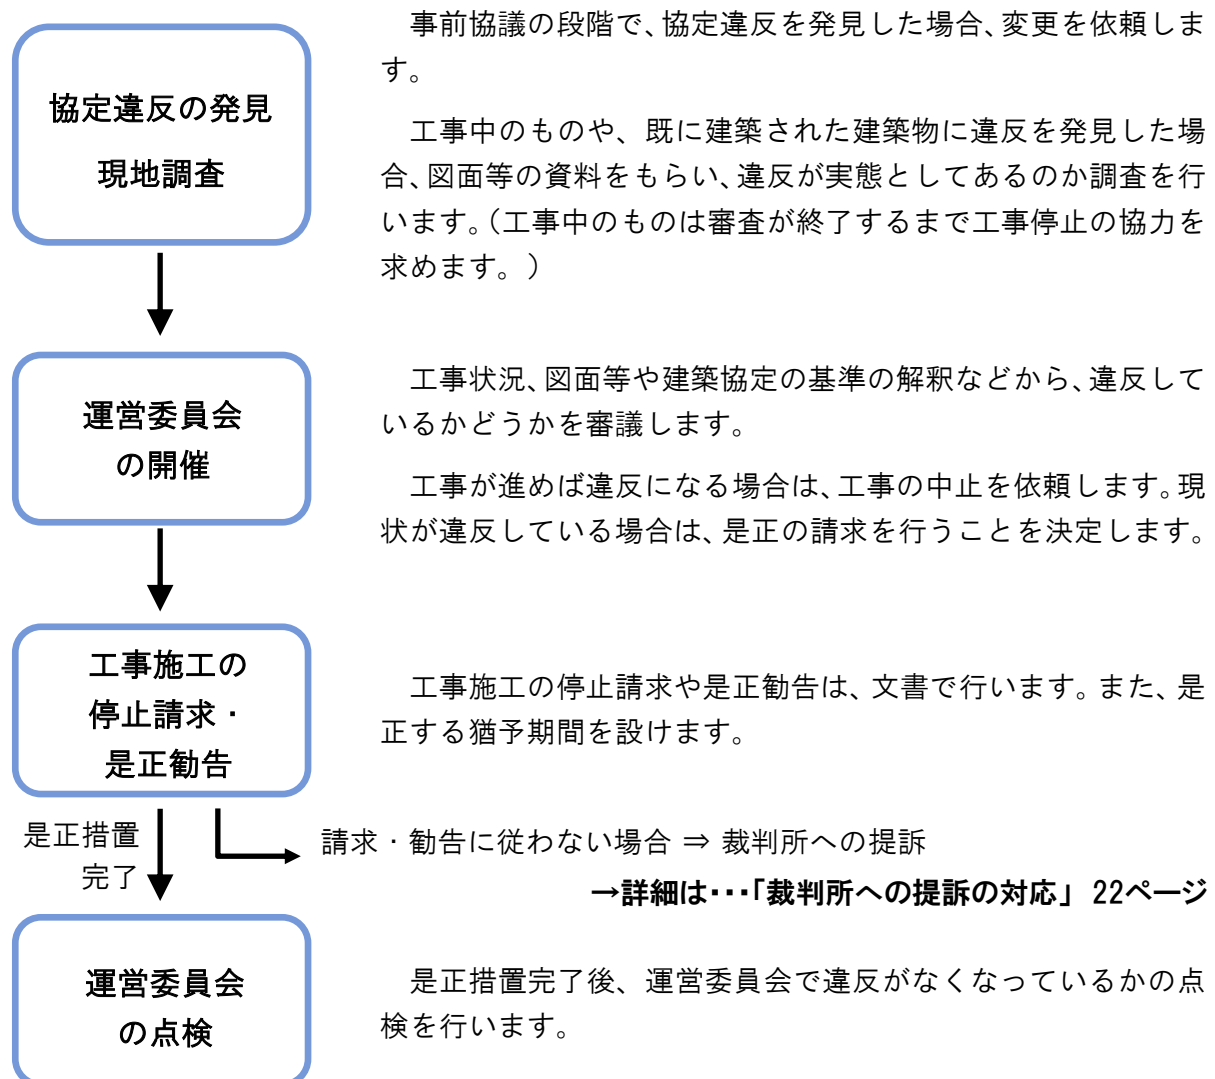 協定違反の発見
現地調査
事前協議の段階で、協定違反を発見した場合、変更を依頼しま
す。
工事中のものや、既に建築された建築物に違反を発見した場
合、図面等の資料をもらい、違反が実態としてあるのか調査を行
います。（工事中のものは審査が終了するまで工事停止の協力を
求めます。）
運営委員会
の開催
工事状況、図面等や建築協定の基準の解釈などから、違反して
いるかどうかを審議します。
工事が進めば違反になる場合は、工事の中止を依頼します。現
状が違反している場合は、是正の請求を行うことを決定します。
工事施工の
停止請求・
是正勧告
工事施工の停止請求や是正勧告は、文書で行います。また、是
正する猶予期間を設けます。
是正措置
完了
請求・勧告に従わない場合 ⇒ 裁判所への提訴
→詳細は・・・「裁判所への提訴の対応」 22ページ
運営委員会
の点検
是正措置完了後、運営委員会で違反がなくなっているかの点
検を行います。